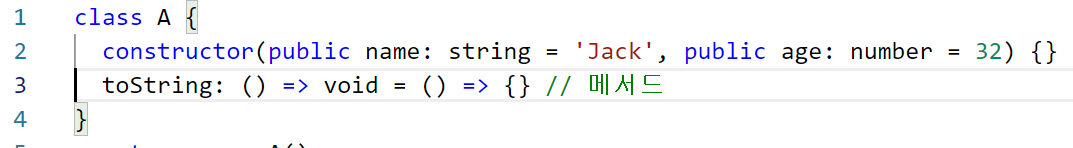 1 class A {
2 constructor(public name: string = 'Jack', public age: number = 32) {}
3 toString: () => void = () => {} // 메서드
4 }